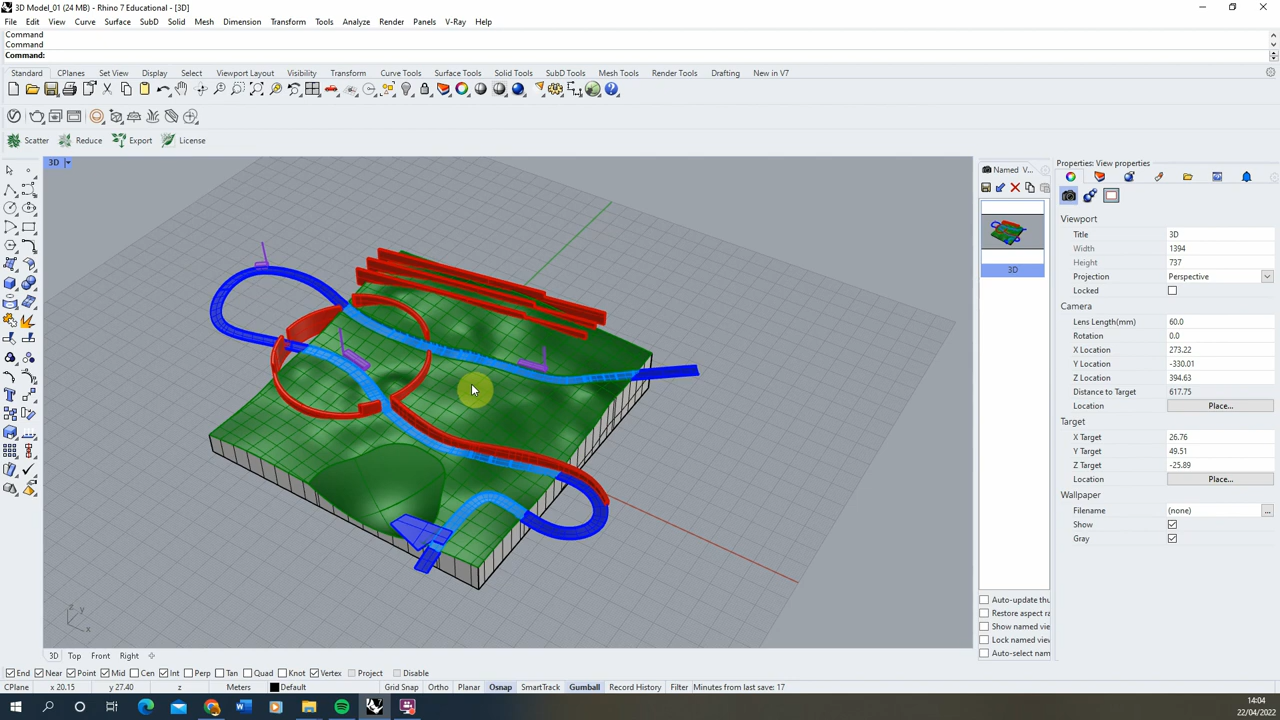 3D Model_01 (24 MB) - Rhino 7 Educational - [3D]
File Edit View Curve Surface SubD Solid Mesh Dimension Transform Tools Analyze Render Panels V-Ray Help
Command
Command
Command:
Standard CPlanes Set View Display Select Viewport Layout Visibility Transform Curve Tools Surface Tools Solid Tools SubD Tools Mesh Tools Render Tools Drafting New in V7
Scatter Reduce Export License
3D
Named V...
3D
Properties: View properties
Viewport
Title 3D
Width 1394
Height 737
Projection Perspective
Locked
Camera
Lens Length(mm) 60.0
Rotation 0.0
X Location 273.22
Y Location -330.01
Z Location 394.63
Distance to Target 617.75
Location Place...
Target
X Target 26.76
Y Target 49.51
Z Target -25.89
Location Place...
Wallpaper
Filename (none) ...
Show
Gray
Auto-update thu
Restore aspect ra
Show named view
Lock named view
Auto-select nam
z y
x
3D Top Front Right
End Near Point Mid Cen Int Perp Tan Quad Knot Vertex Project Disable
CPlane x 20.15 y 27.40 z Meters Default Grid Snap Ortho Planar Osnap SmartTrack Gumball Record History Filter Minutes from last save: 17
14:04
22/04/2022